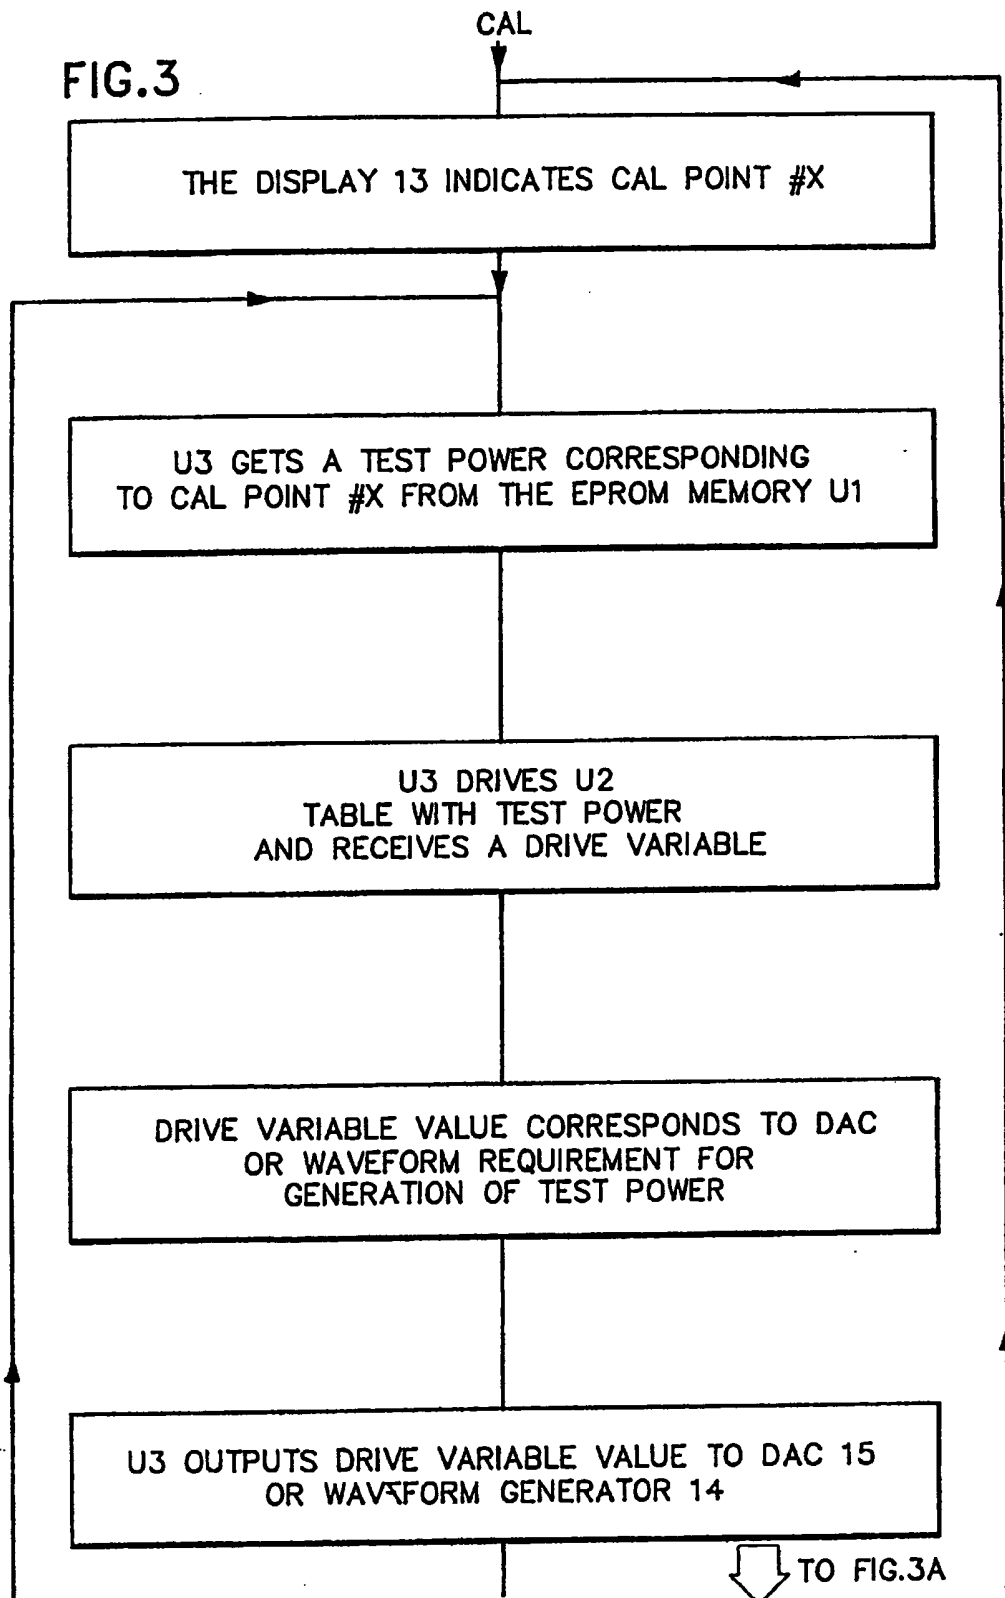 CAL
FIG.3
THE DISPLAY 13 INDICATES CAL POINT #X
U3 GETS A TEST POWER CORRESPONDING
TO CAL POINT #X FROM THE EPROM MEMORY U1
U3 DRIVES U2
TABLE WITH TEST POWER
AND RECEIVES A DRIVE VARIABLE
DRIVE VARIABLE VALUE CORRESPONDS TO DAC
OR WAVEFORM REQUIREMENT FOR
GENERATION OF TEST POWER
U3 OUTPUTS DRIVE VARIABLE VALUE TO DAC 15
OR WAVEFORM GENERATOR 14
TO FIG.3A